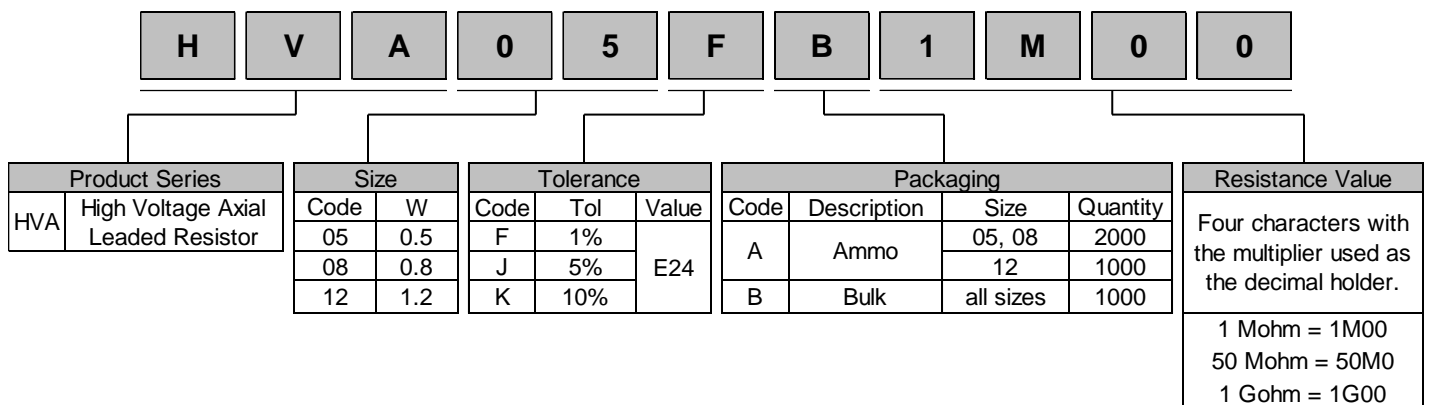 H V A 0 5 F B 1 M 0 0
Product Series
HVA
High Voltage Axial
Leaded Resistor
Size
Code W
05 0.5
08 0.8
12 1.2
Tolerance
Code Tol Value
F 1%
J 5%
K 10%
E24
Packaging
Code Description Size Quantity
A Ammo 05, 08 2000
12 1000
B Bulk all sizes 1000
Resistance Value
Four characters with
the multiplier used as
the decimal holder.
1 Mohm = 1M00
50 Mohm = 50M0
1 Gohm = 1G00